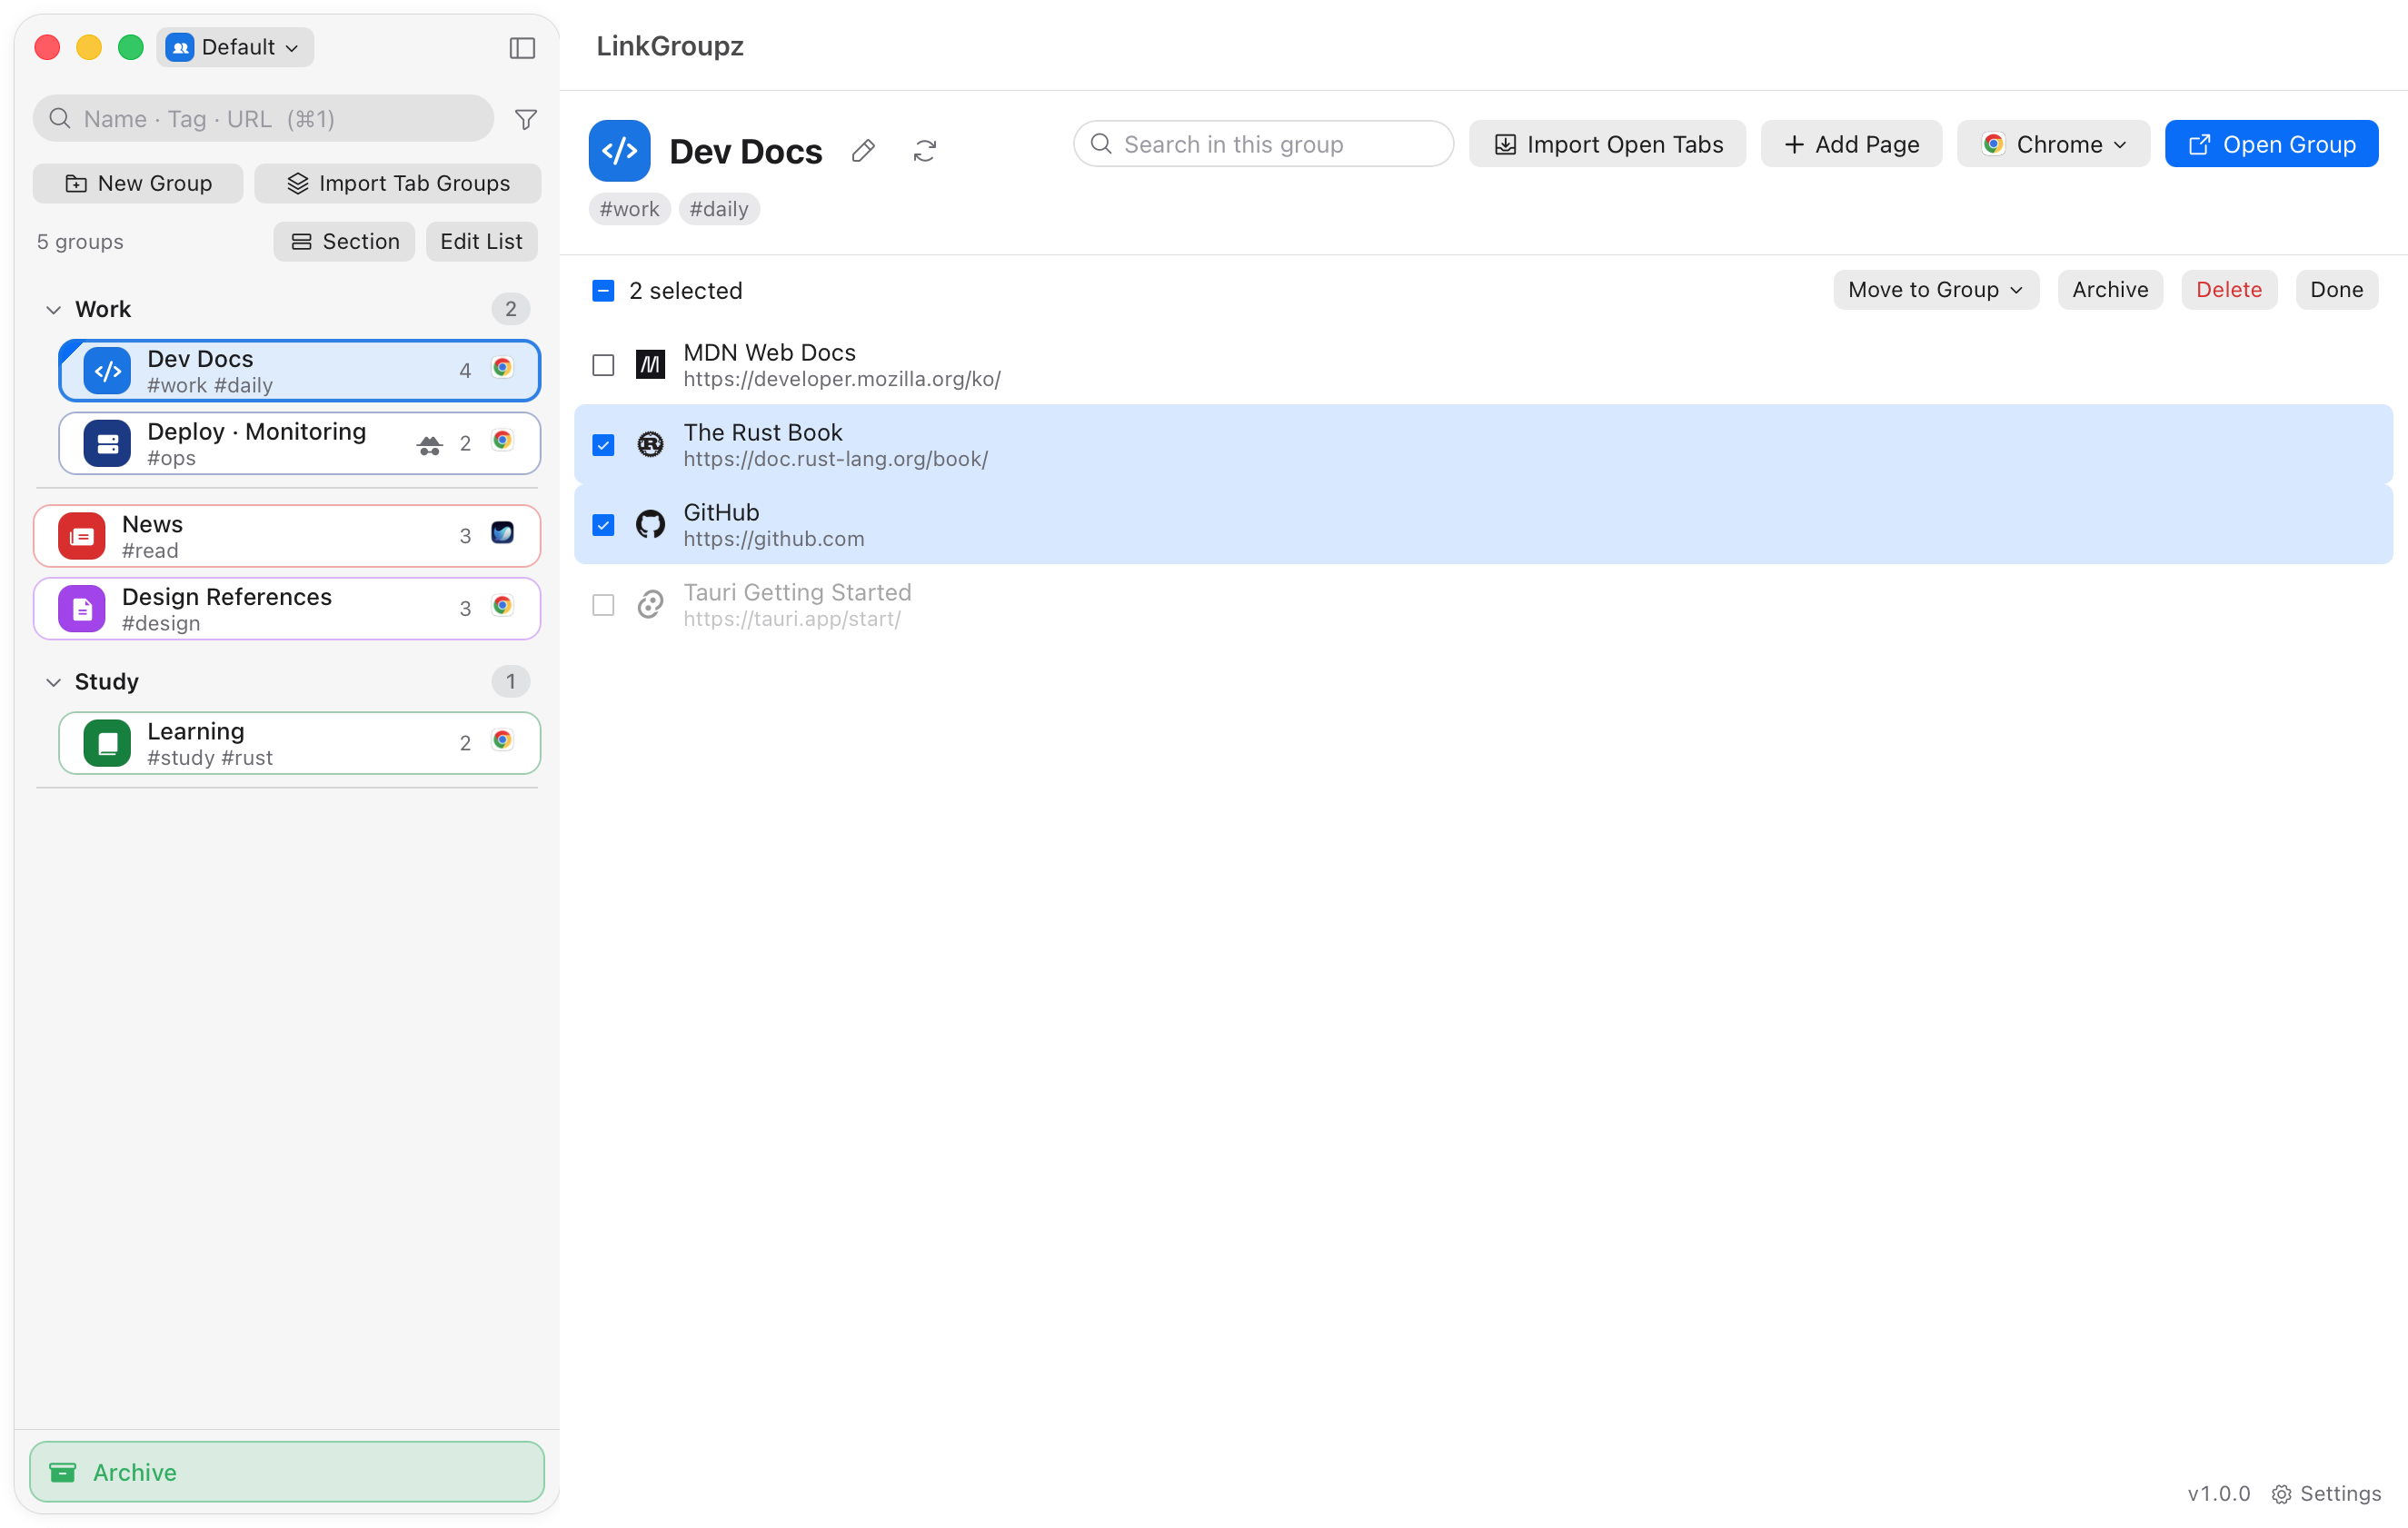 Default
LinkGroupz
Name · Tag · URL (⌘1)
New Group
Import Tab Groups
5 groups
Section
Edit List
Work
2
Dev Docs
#work #daily
4
Deploy · Monitoring
#ops
2
News
#read
3
Design References
#design
3
Study
1
Learning
#study #rust
2
Archive
Dev Docs
Search in this group
Import Open Tabs
Add Page
Chrome
Open Group
#work
#daily
2 selected
Move to Group
Archive
Delete
Done
MDN Web Docs
https://developer.mozilla.org/ko/
The Rust Book
https://doc.rust-lang.org/book/
GitHub
https://github.com
Tauri Getting Started
https://tauri.app/start/
v1.0.0
Settings